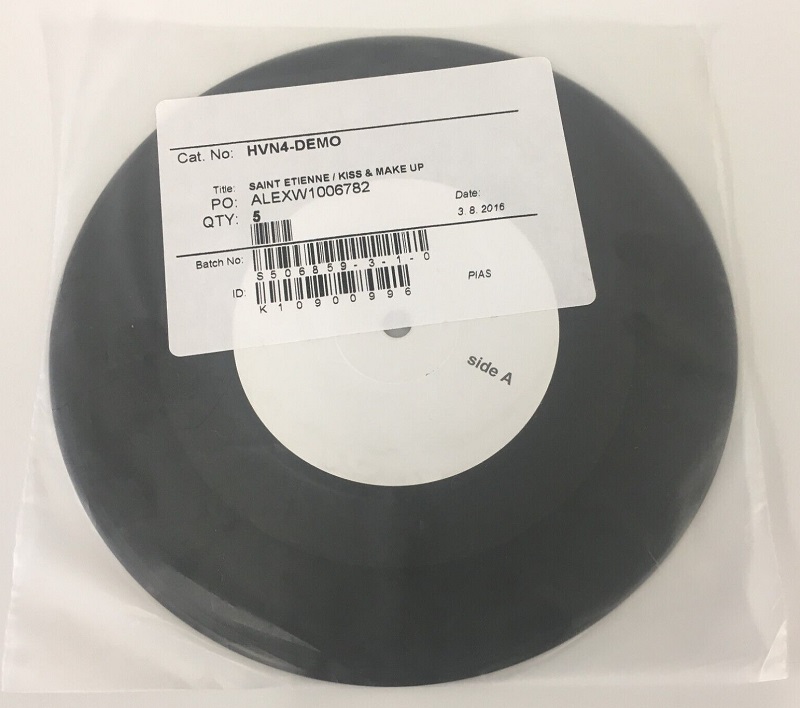 Cat. No: HVN4-DEMO
Title: SAINT ETIENNE / KISS & MAKE UP
PO: ALEXW1006782
QTY: 5
Date:
3. 8. 2016
Batch No:
S506859-3-1-0
ID:
K10900996
PIAS
side A